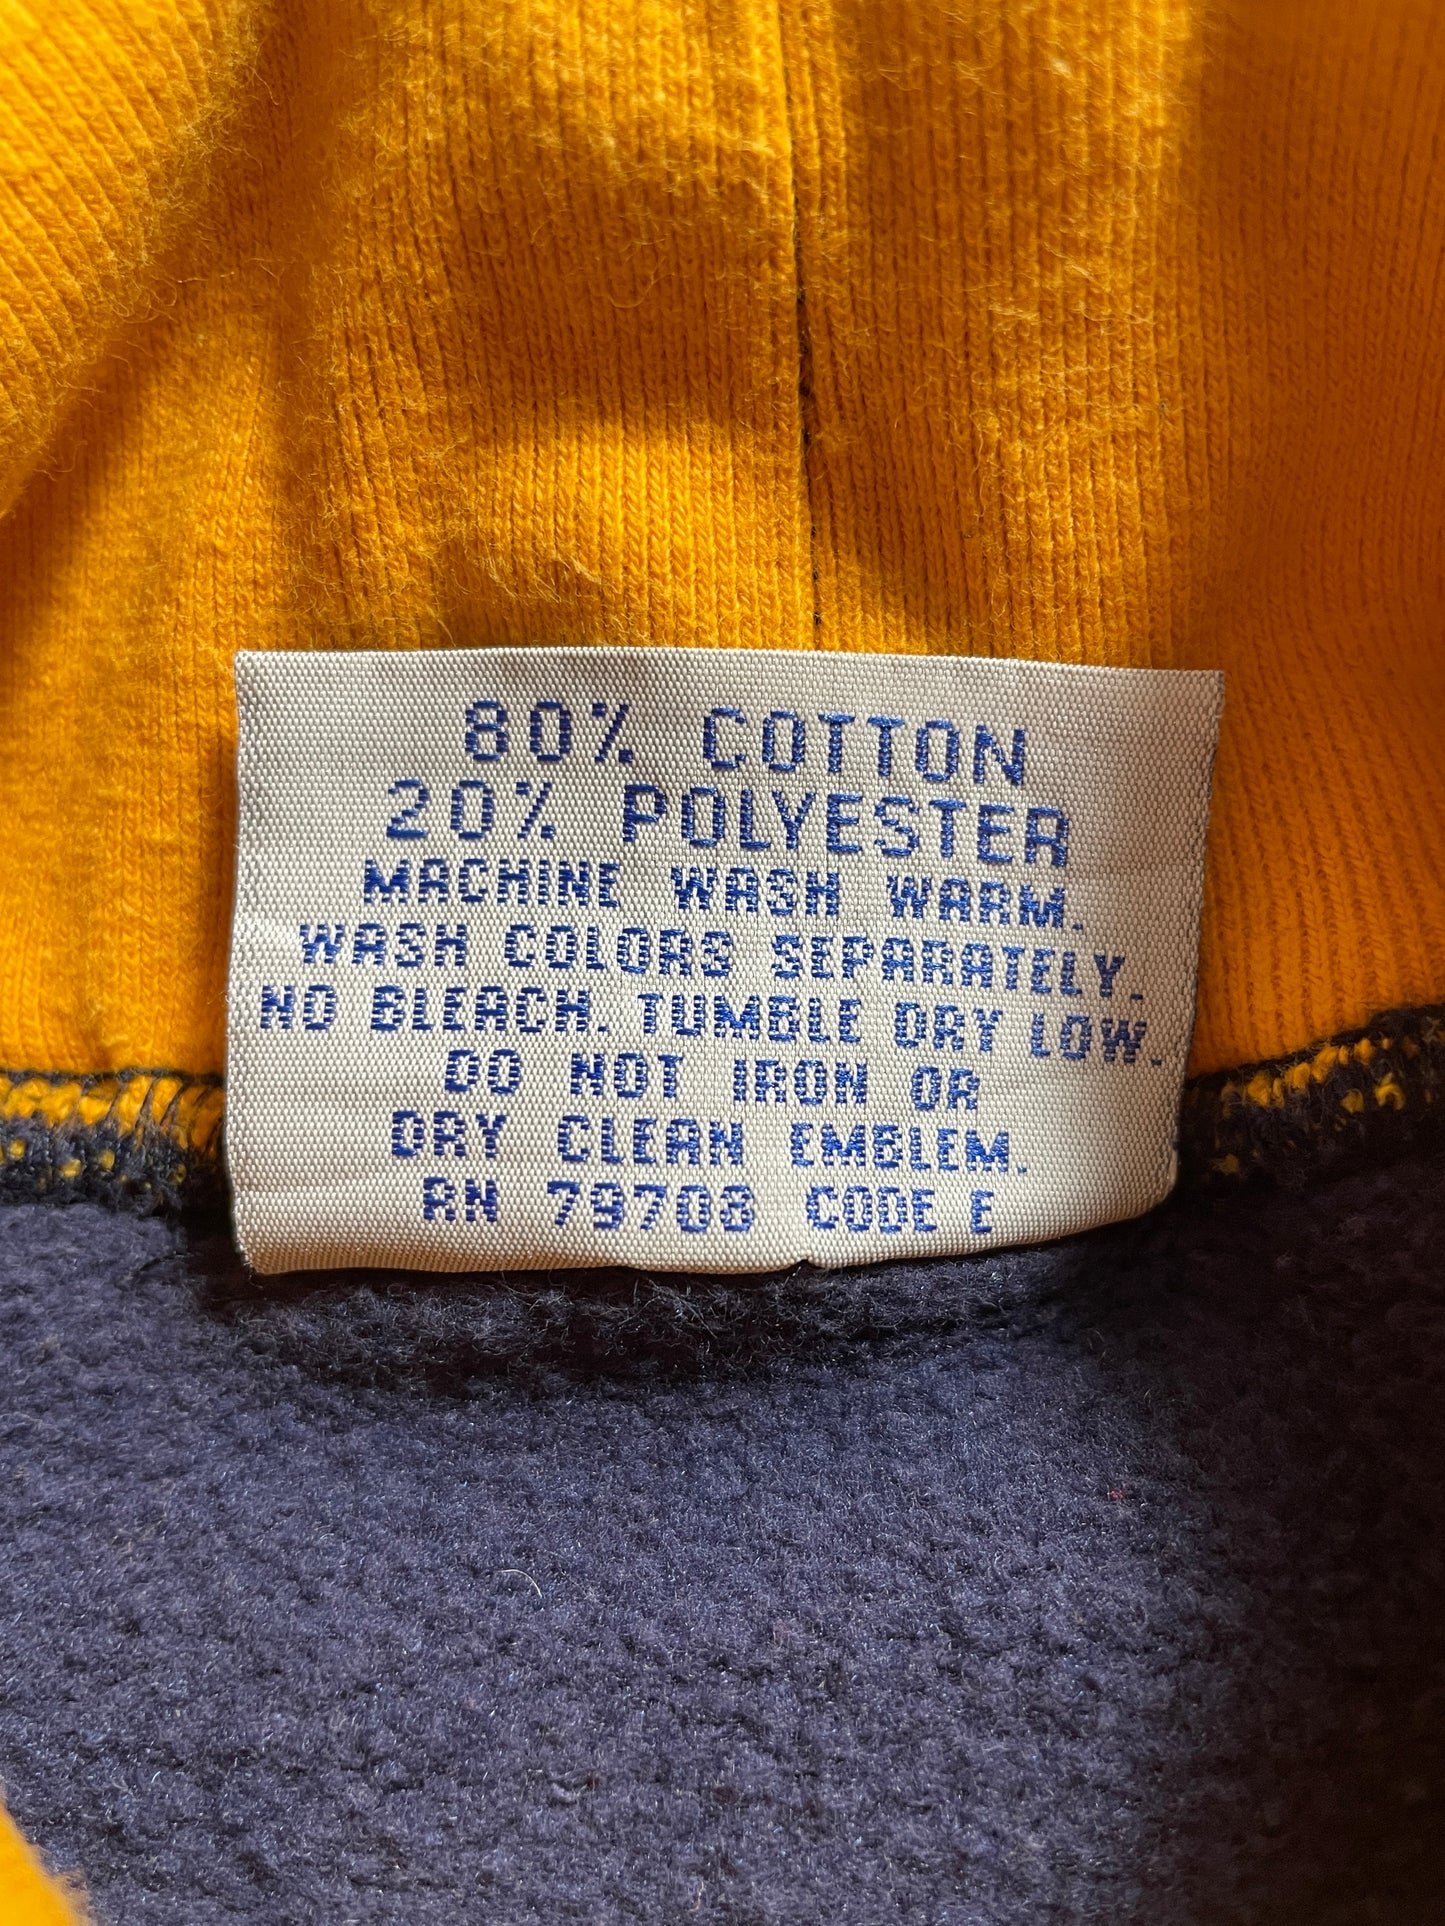 80% COTTON
20% POLYESTER
MACHINE WASH WARM.
WASH COLORS SEPARATELY.
NO BLEACH. TUMBLE DRY LOW.
DO NOT IRON OR
DRY CLEAN EMBLEM.
RN 79703 CODE E